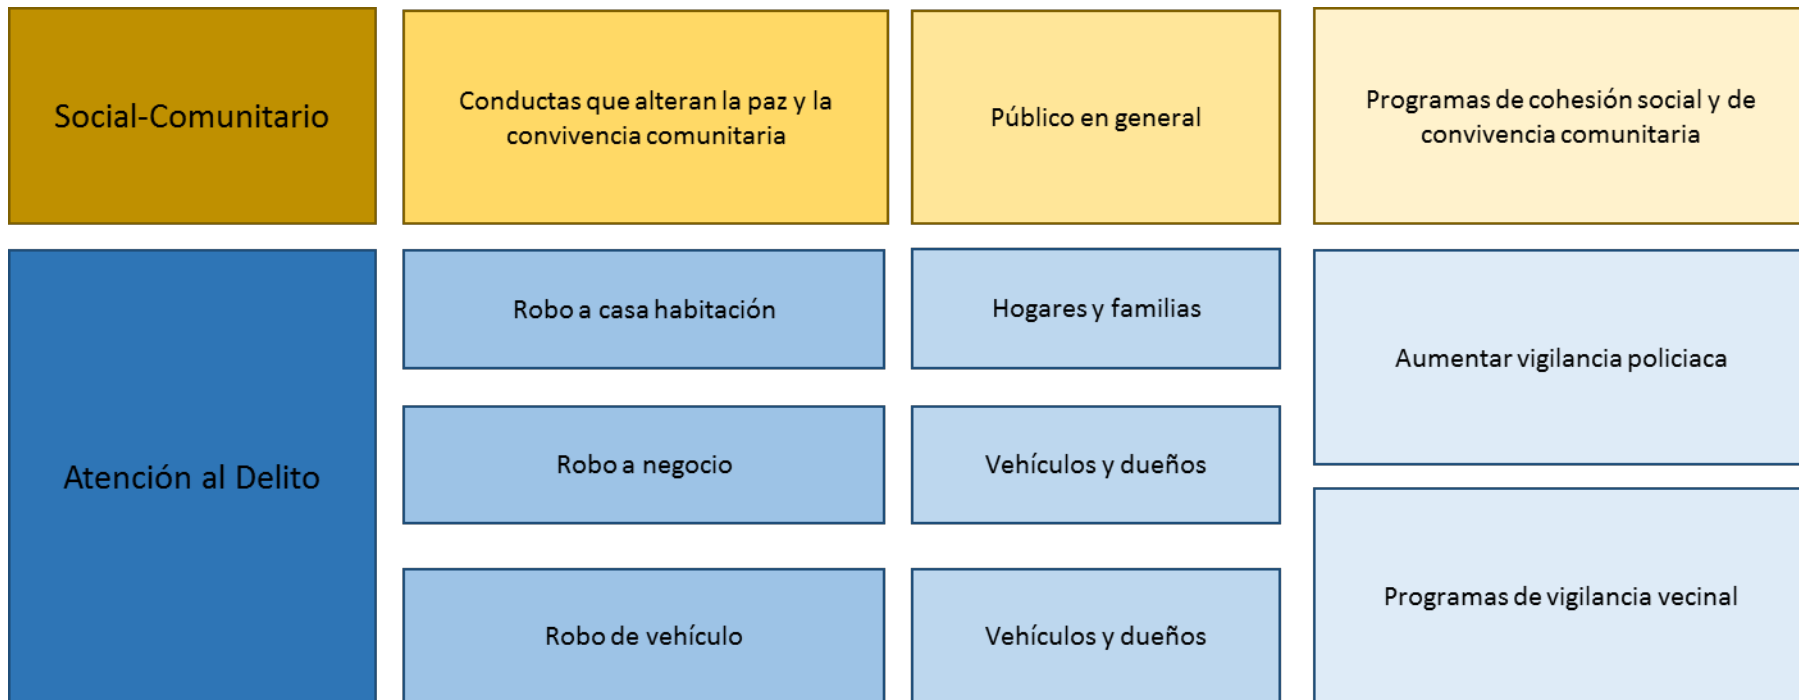 Social-Comunitario
Conductas que alteran la paz y la
convivencia comunitaria
Público en general
Programas de cohesión social y de
convivencia comunitaria
Atención al Delito
Robo a casa habitación
Hogares y familias
Aumentar vigilancia policiaca
Robo a negocio
Vehículos y dueños
Programas de vigilancia vecinal
Robo de vehículo
Vehículos y dueños